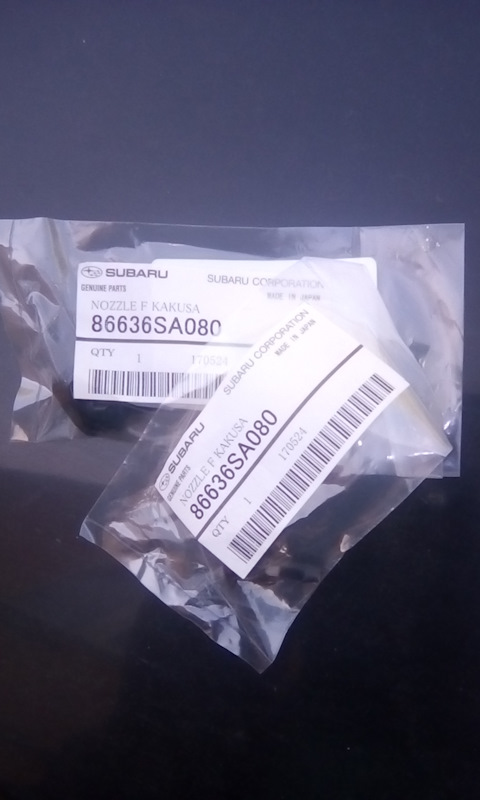 SUBARU
SUBARU CORPORATION
GENUINE PARTS
MADE IN JAPAN
NOZZLE F KAKUSA
86636SA080
QTY 1 170524
SUBARU
SUBARU CORPORATION
GENUINE PARTS
MADE IN JAPAN
NOZZLE F KAKUSA
86636SA080
QTY 1 170524